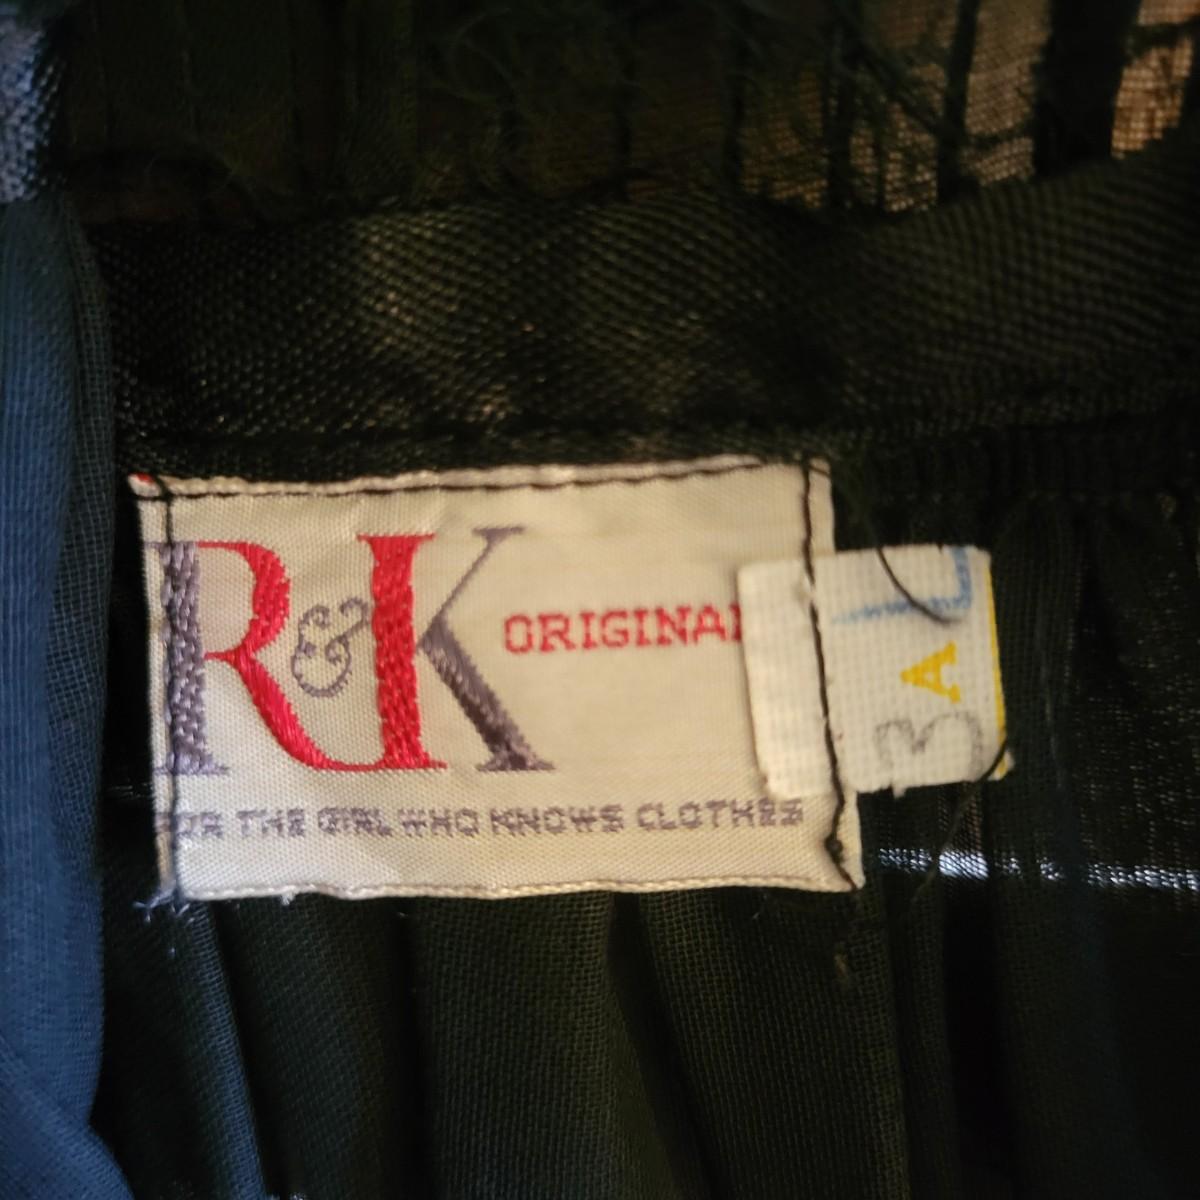 R&K ORIGINAL
FOR THE GIRL WHO KNOWS CLOTHES
3 A